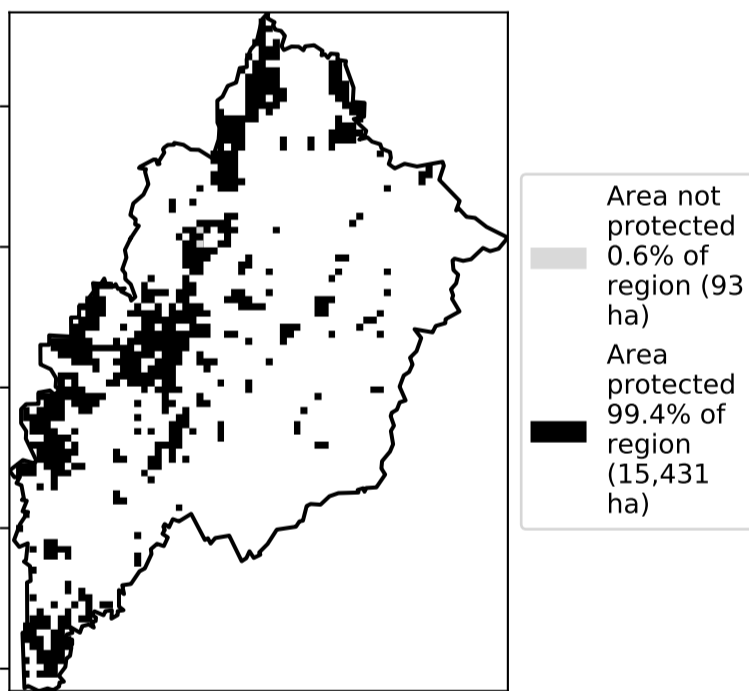 Area not
protected
0.6% of
region (93
ha)
Area
protected
99.4% of
region
(15,431
ha)